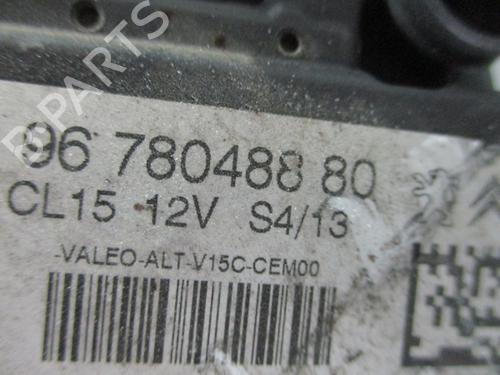 B-PARTS
96 780488 80
CL15 12V S4/13
-VALEO-ALT-V15C-CEM00